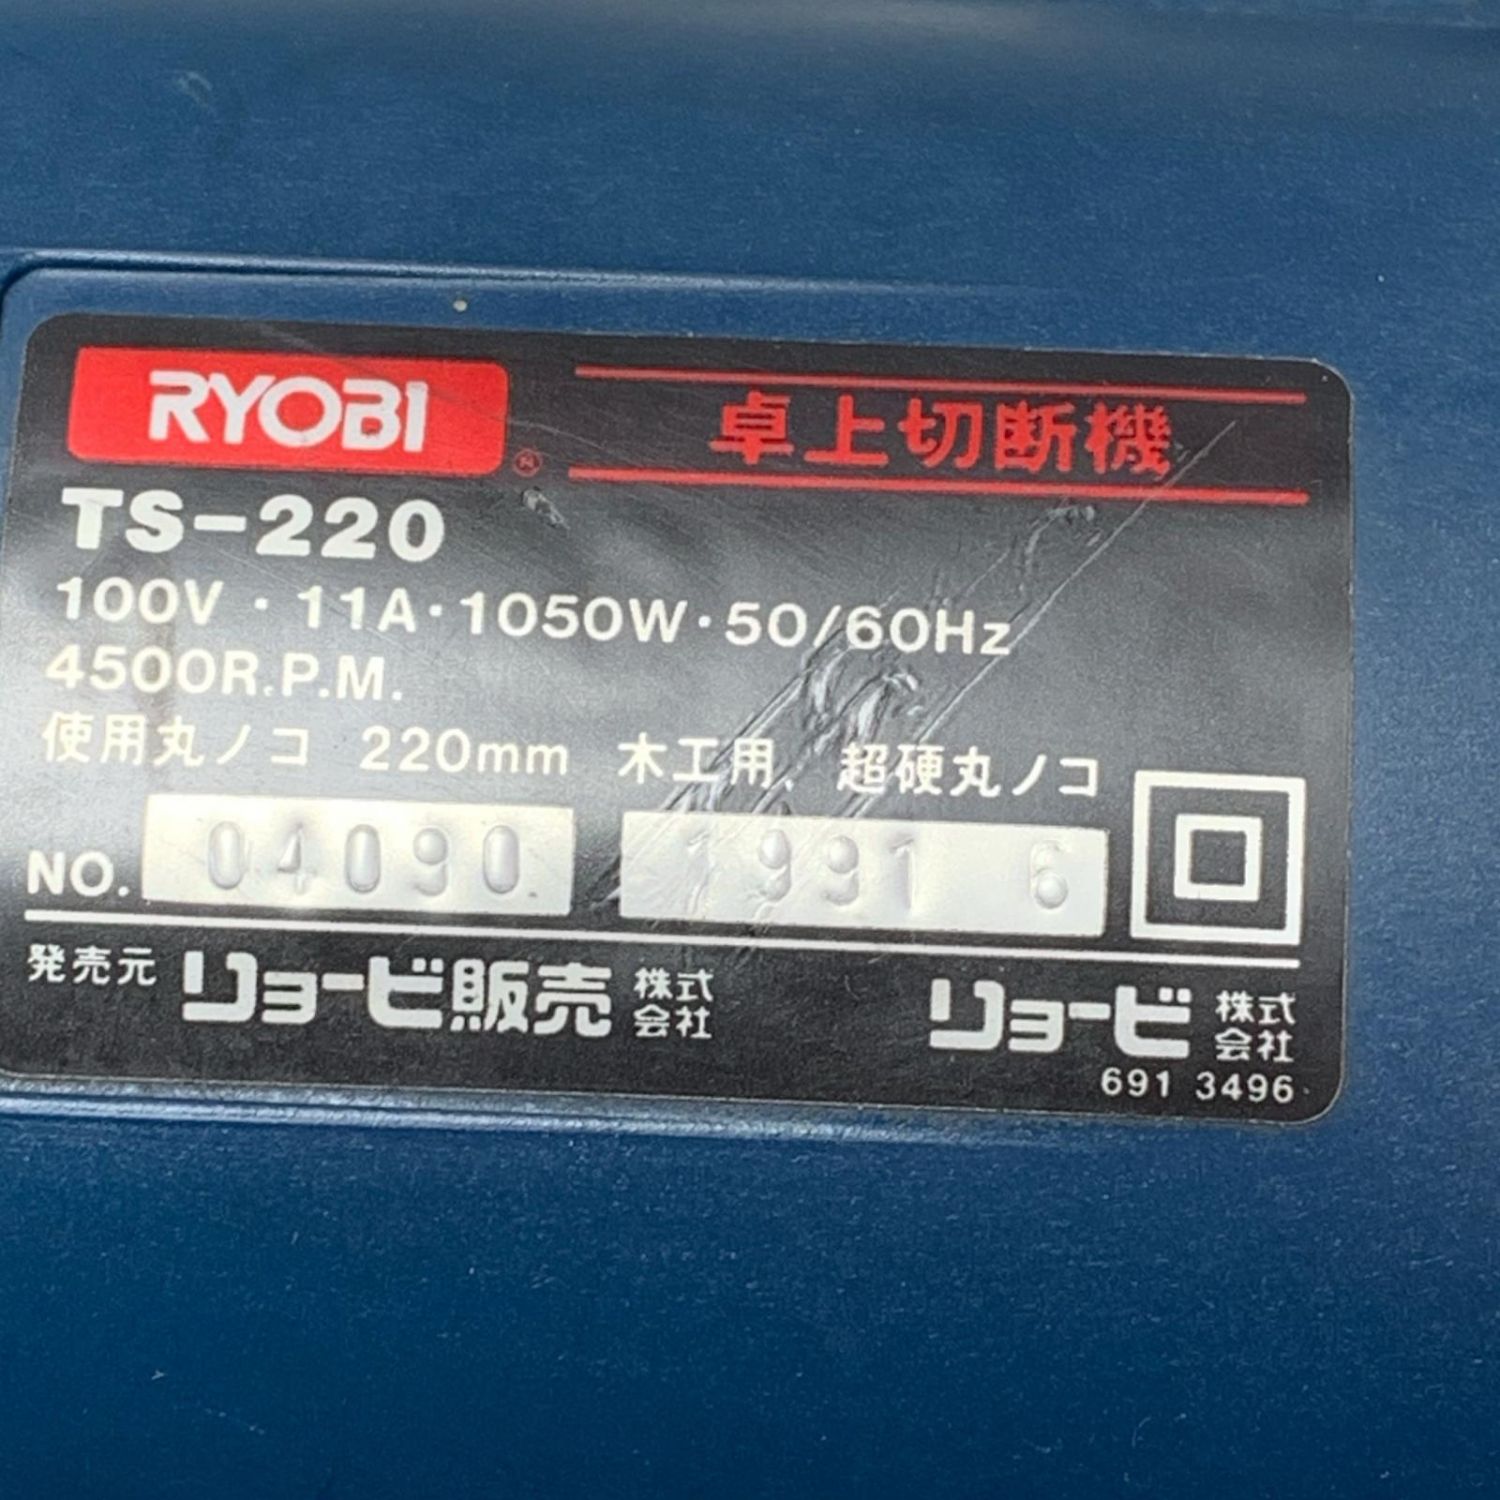 RYOBI ®
卓上切断機
TS-220
100V・11A・1050W・50/60Hz
4500R.P.M.
使用丸ノコ 220mm 木工用、超硬丸ノコ
NO. 04090 1991 6
発売元 リョービ販売株式会社 リョービ株式会社
691 3496